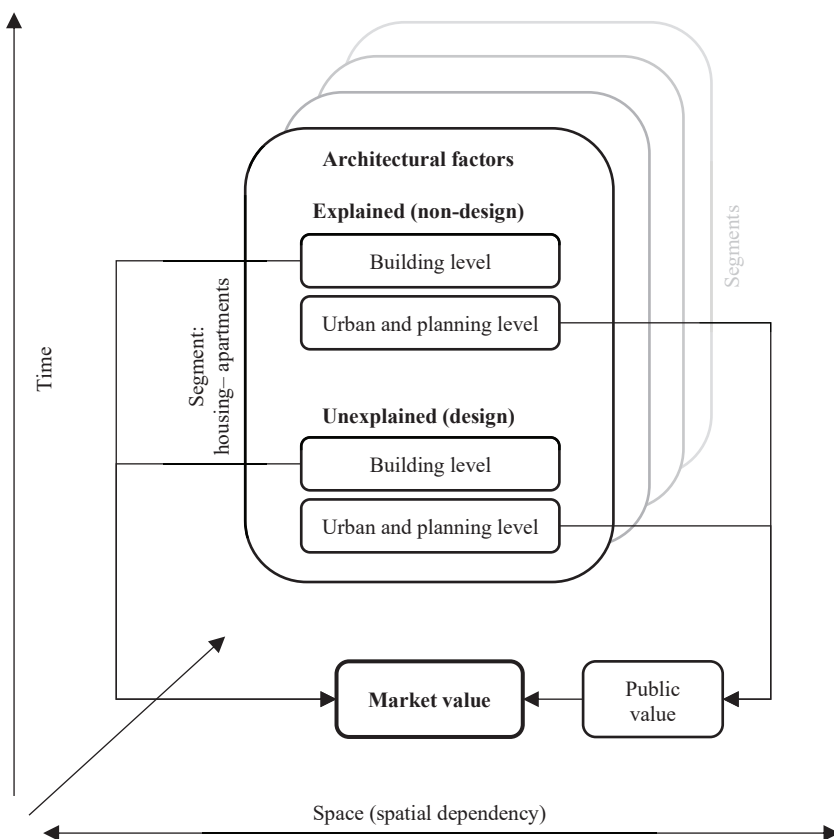 Architectural factors
Explained (non-design)
Building level
Urban and planning level
Segments
Segment:
housing– apartments
Time
Unexplained (design)
Building level
Urban and planning level
Market value
Public
value
Space (spatial dependency)